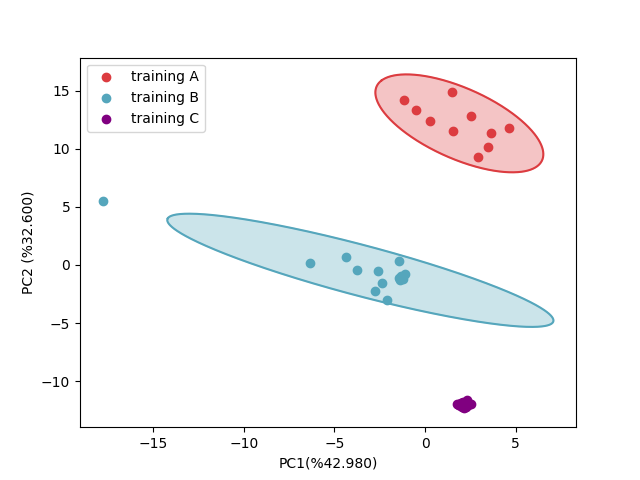 training A
training B
training C
15
10
5
0
−5
−10
PC2 (%32.600)
−15
−10
−5
0
5
PC1(%42.980)